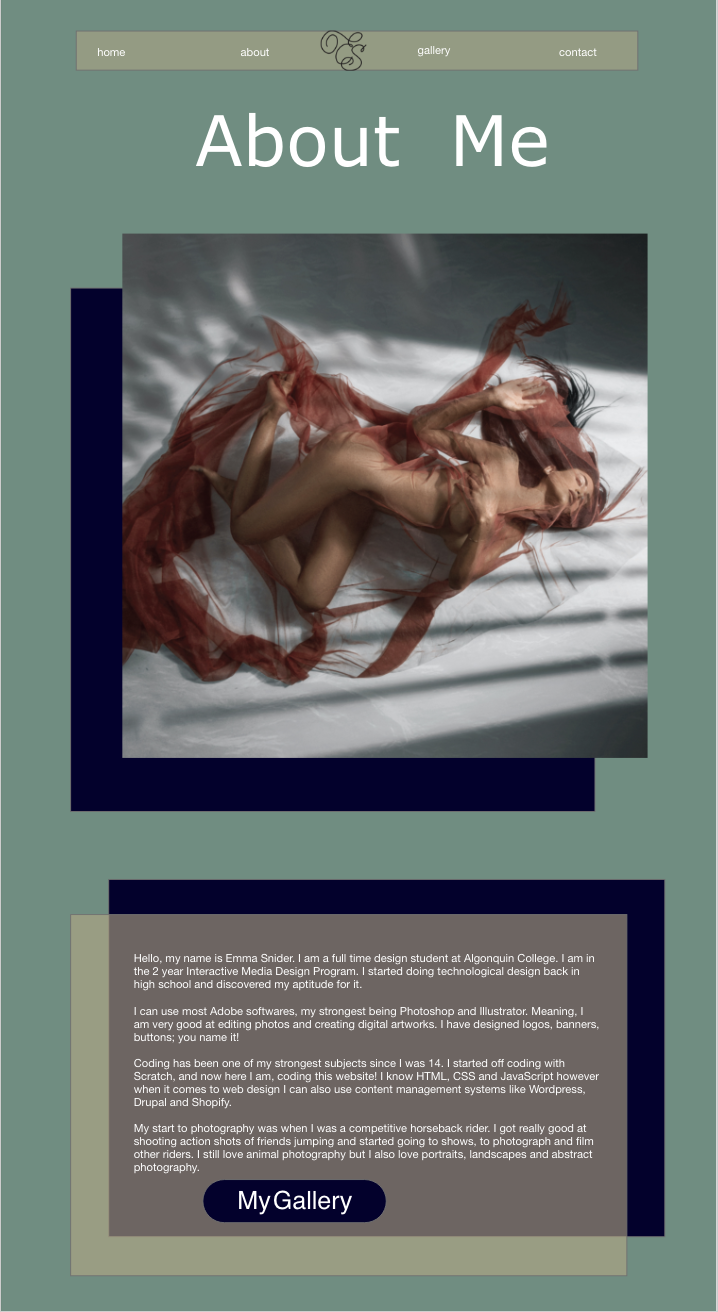 home about gallery contact
About Me
Hello, my name is Emma Snider. I am a full time design student at Algonquin College. I am in
the 2 year Interactive Media Design Program. I started doing technological design back in
high school and discovered my aptitude for it.
I can use most Adobe softwares, my strongest being Photoshop and Illustrator. Meaning, I
am very good at editing photos and creating digital artworks. I have designed logos, banners,
buttons; you name it!
Coding has been one of my strongest subjects since I was 14. I started off coding with
Scratch, and now here I am, coding this website! I know HTML, CSS and JavaScript however
when it comes to web design I can also use content management systems like Wordpress,
Drupal and Shopify.
My start to photography was when I was a competitive horseback rider. I got really good at
shooting action shots of friends jumping and started going to shows, to photograph and film
other riders. I still love animal photography but I also love portraits, landscapes and abstract
photography.
My Gallery